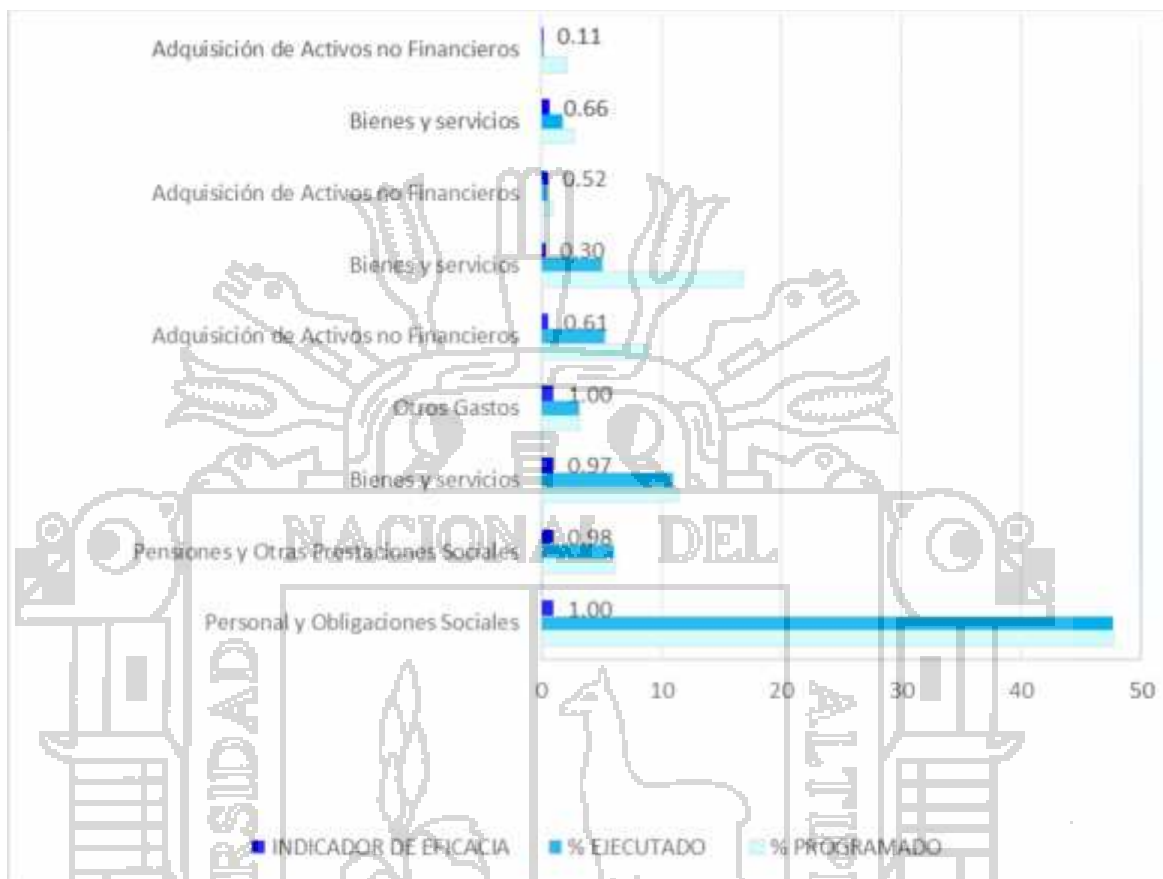 Adquisición de Activos no Financieros 0.11
Bienes y servicios 0.66
Adquisición de Activos no Financieros 0.52
Bienes y servicios 0.30
Adquisición de Activos no Financieros 0.61
Otros Gastos 1.00
Bienes y servicios 0.97
NACIONAL DEL
Pensiones y Otras Prestaciones Sociales 0.98
Personal y Obligaciones Sociales 1.00
0 10 20 30 40 50
INDICADOR DE EFICACIA % EJECUTADO % PROGRAMADO